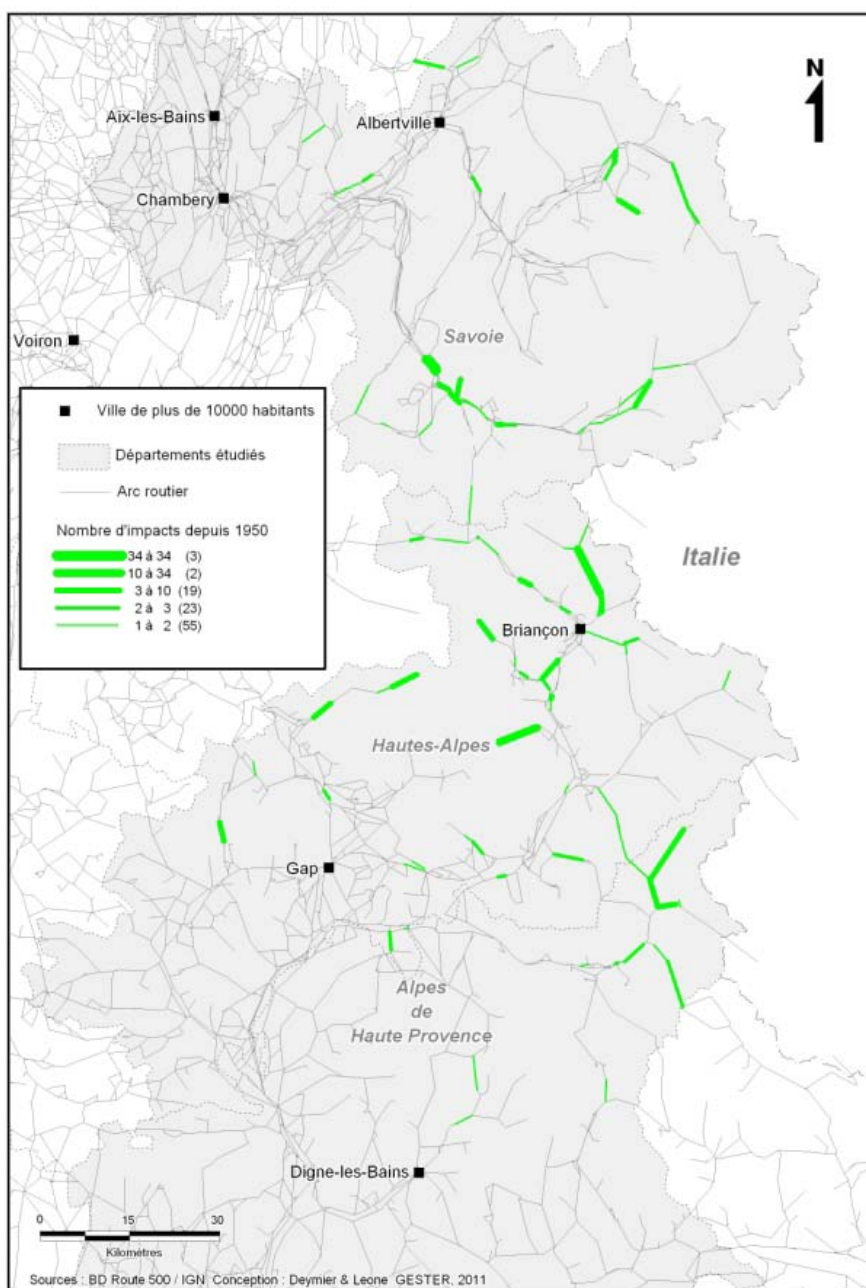 N
Aix-les-Bains
Albertville
Chambery
Savoie
Voiron
Ville de plus de 10000 habitants
Départements étudiés
Arc routier
Nombre d'impacts depuis 1950
34 à 34 (3)
10 à 34 (2)
3 à 10 (19)
2 à 3 (23)
1 à 2 (55)
Italie
Briançon
Hautes-Alpes
Gap
Alpes
de
Haute Provence
Digne-les-Bains
0 15 30
Kilomètres
Sources : BD Route 500 / IGN Conception : Deymier & Leone GESTER, 2011